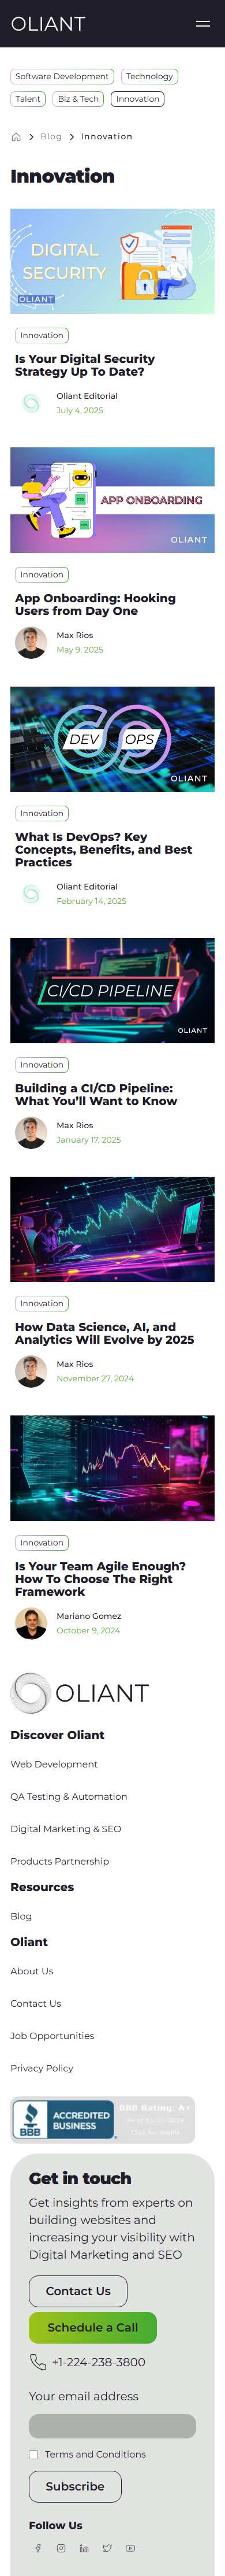 OLIANT
Software Development
Technology
Talent
Biz & Tech
Innovation
Blog
Innovation
Innovation
DIGITAL
SECURITY
OLIANT
Innovation
Is Your Digital Security
Strategy Up To Date?
Oliant Editorial
July 4, 2025
APP ONBOARDING
OLIANT
Innovation
App Onboarding: Hooking
Users from Day One
Max Rios
May 9, 2025
DEV
OPS
OLIANT
Innovation
What Is DevOps? Key
Concepts, Benefits, and Best
Practices
Oliant Editorial
February 14, 2025
CI/CD PIPELINE
OLIANT
Innovation
Building a CI/CD Pipeline:
What You’ll Want to Know
Max Rios
January 17, 2025
Innovation
How Data Science, AI, and
Analytics Will Evolve by 2025
Max Rios
November 27, 2024
Innovation
Is Your Team Agile Enough?
How To Choose The Right
Framework
Mariano Gomez
October 9, 2024
OLIANT
Discover Oliant
Web Development
QA Testing & Automation
Digital Marketing & SEO
Products Partnership
Resources
Blog
Oliant
About Us
Contact Us
Job Opportunities
Privacy Policy
BBB
ACCREDITED
BUSINESS
BBB Rating: A+
Get in touch
Get insights from experts on
building websites and
increasing your visibility with
Digital Marketing and SEO
Contact Us
Schedule a Call
+1-224-238-3800
Your email address
Terms and Conditions
Subscribe
Follow Us